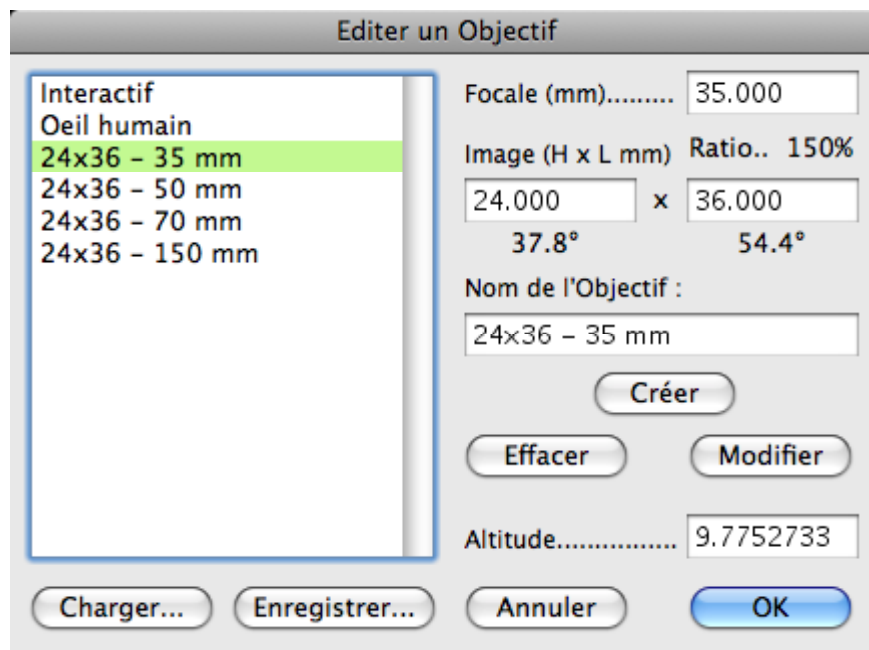 Editer un Objectif
Interactif
Oeil humain
24x36 – 35 mm
24x36 – 50 mm
24x36 – 70 mm
24x36 – 150 mm
Focale (mm)......... 35.000
Image (H x L mm) Ratio.. 150%
24.000 x 36.000
37.8° 54.4°
Nom de l'Objectif :
24x36 – 35 mm
Créer
Effacer Modifier
Altitude................ 9.7752733
Charger... Enregistrer... Annuler OK